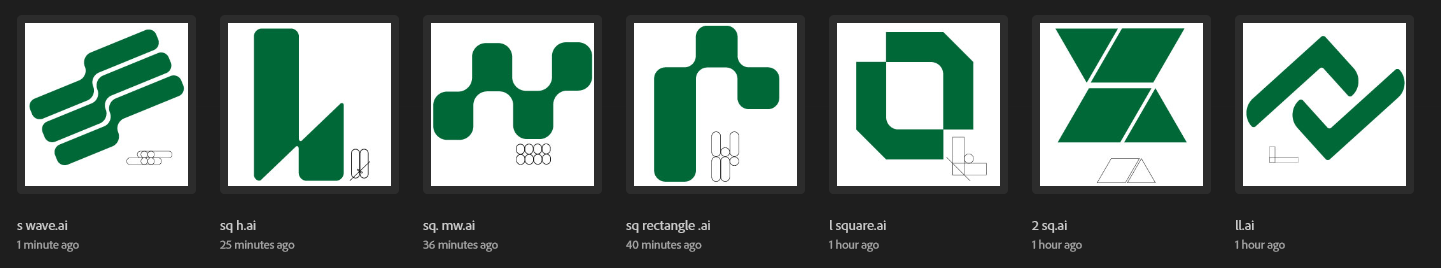 s wave.ai
1 minute ago
sq h.ai
25 minutes ago
sq. mw.ai
36 minutes ago
sq rectangle .ai
40 minutes ago
l square.ai
1 hour ago
2 sq.ai
1 hour ago
ll.ai
1 hour ago